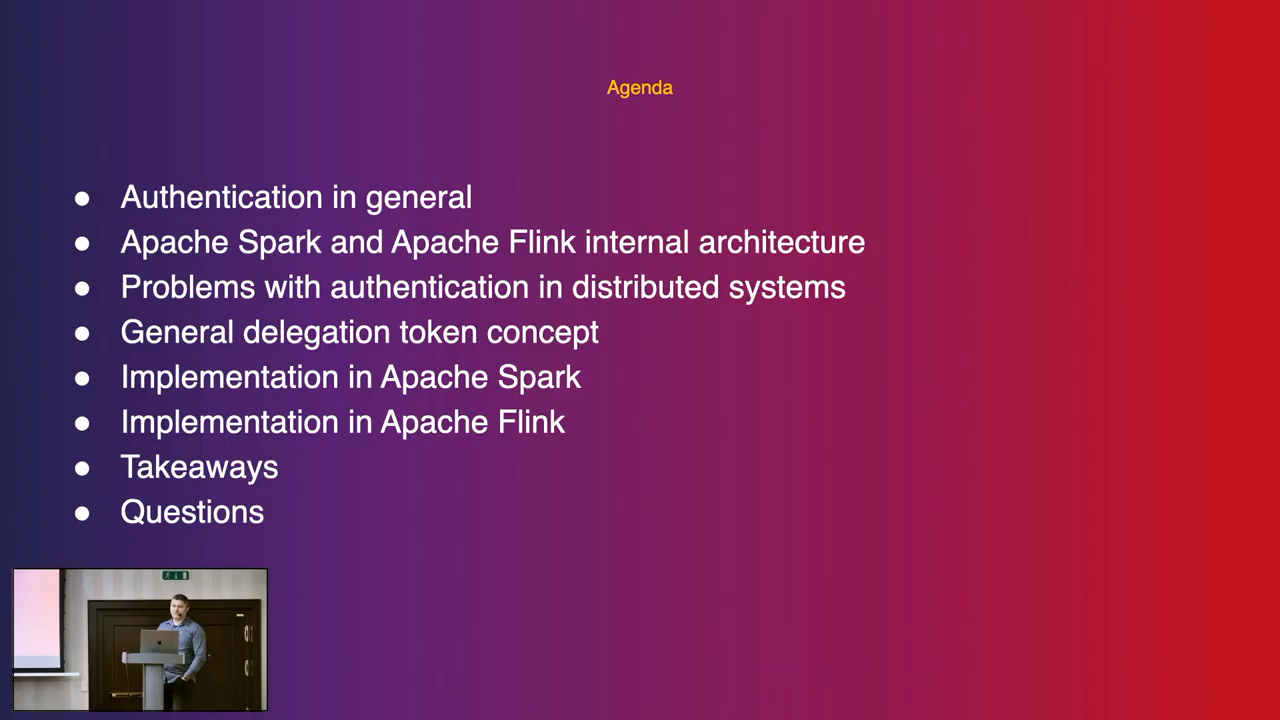 Agenda
● Authentication in general
● Apache Spark and Apache Flink internal architecture
● Problems with authentication in distributed systems
● General delegation token concept
● Implementation in Apache Spark
● Implementation in Apache Flink
● Takeaways
● Questions